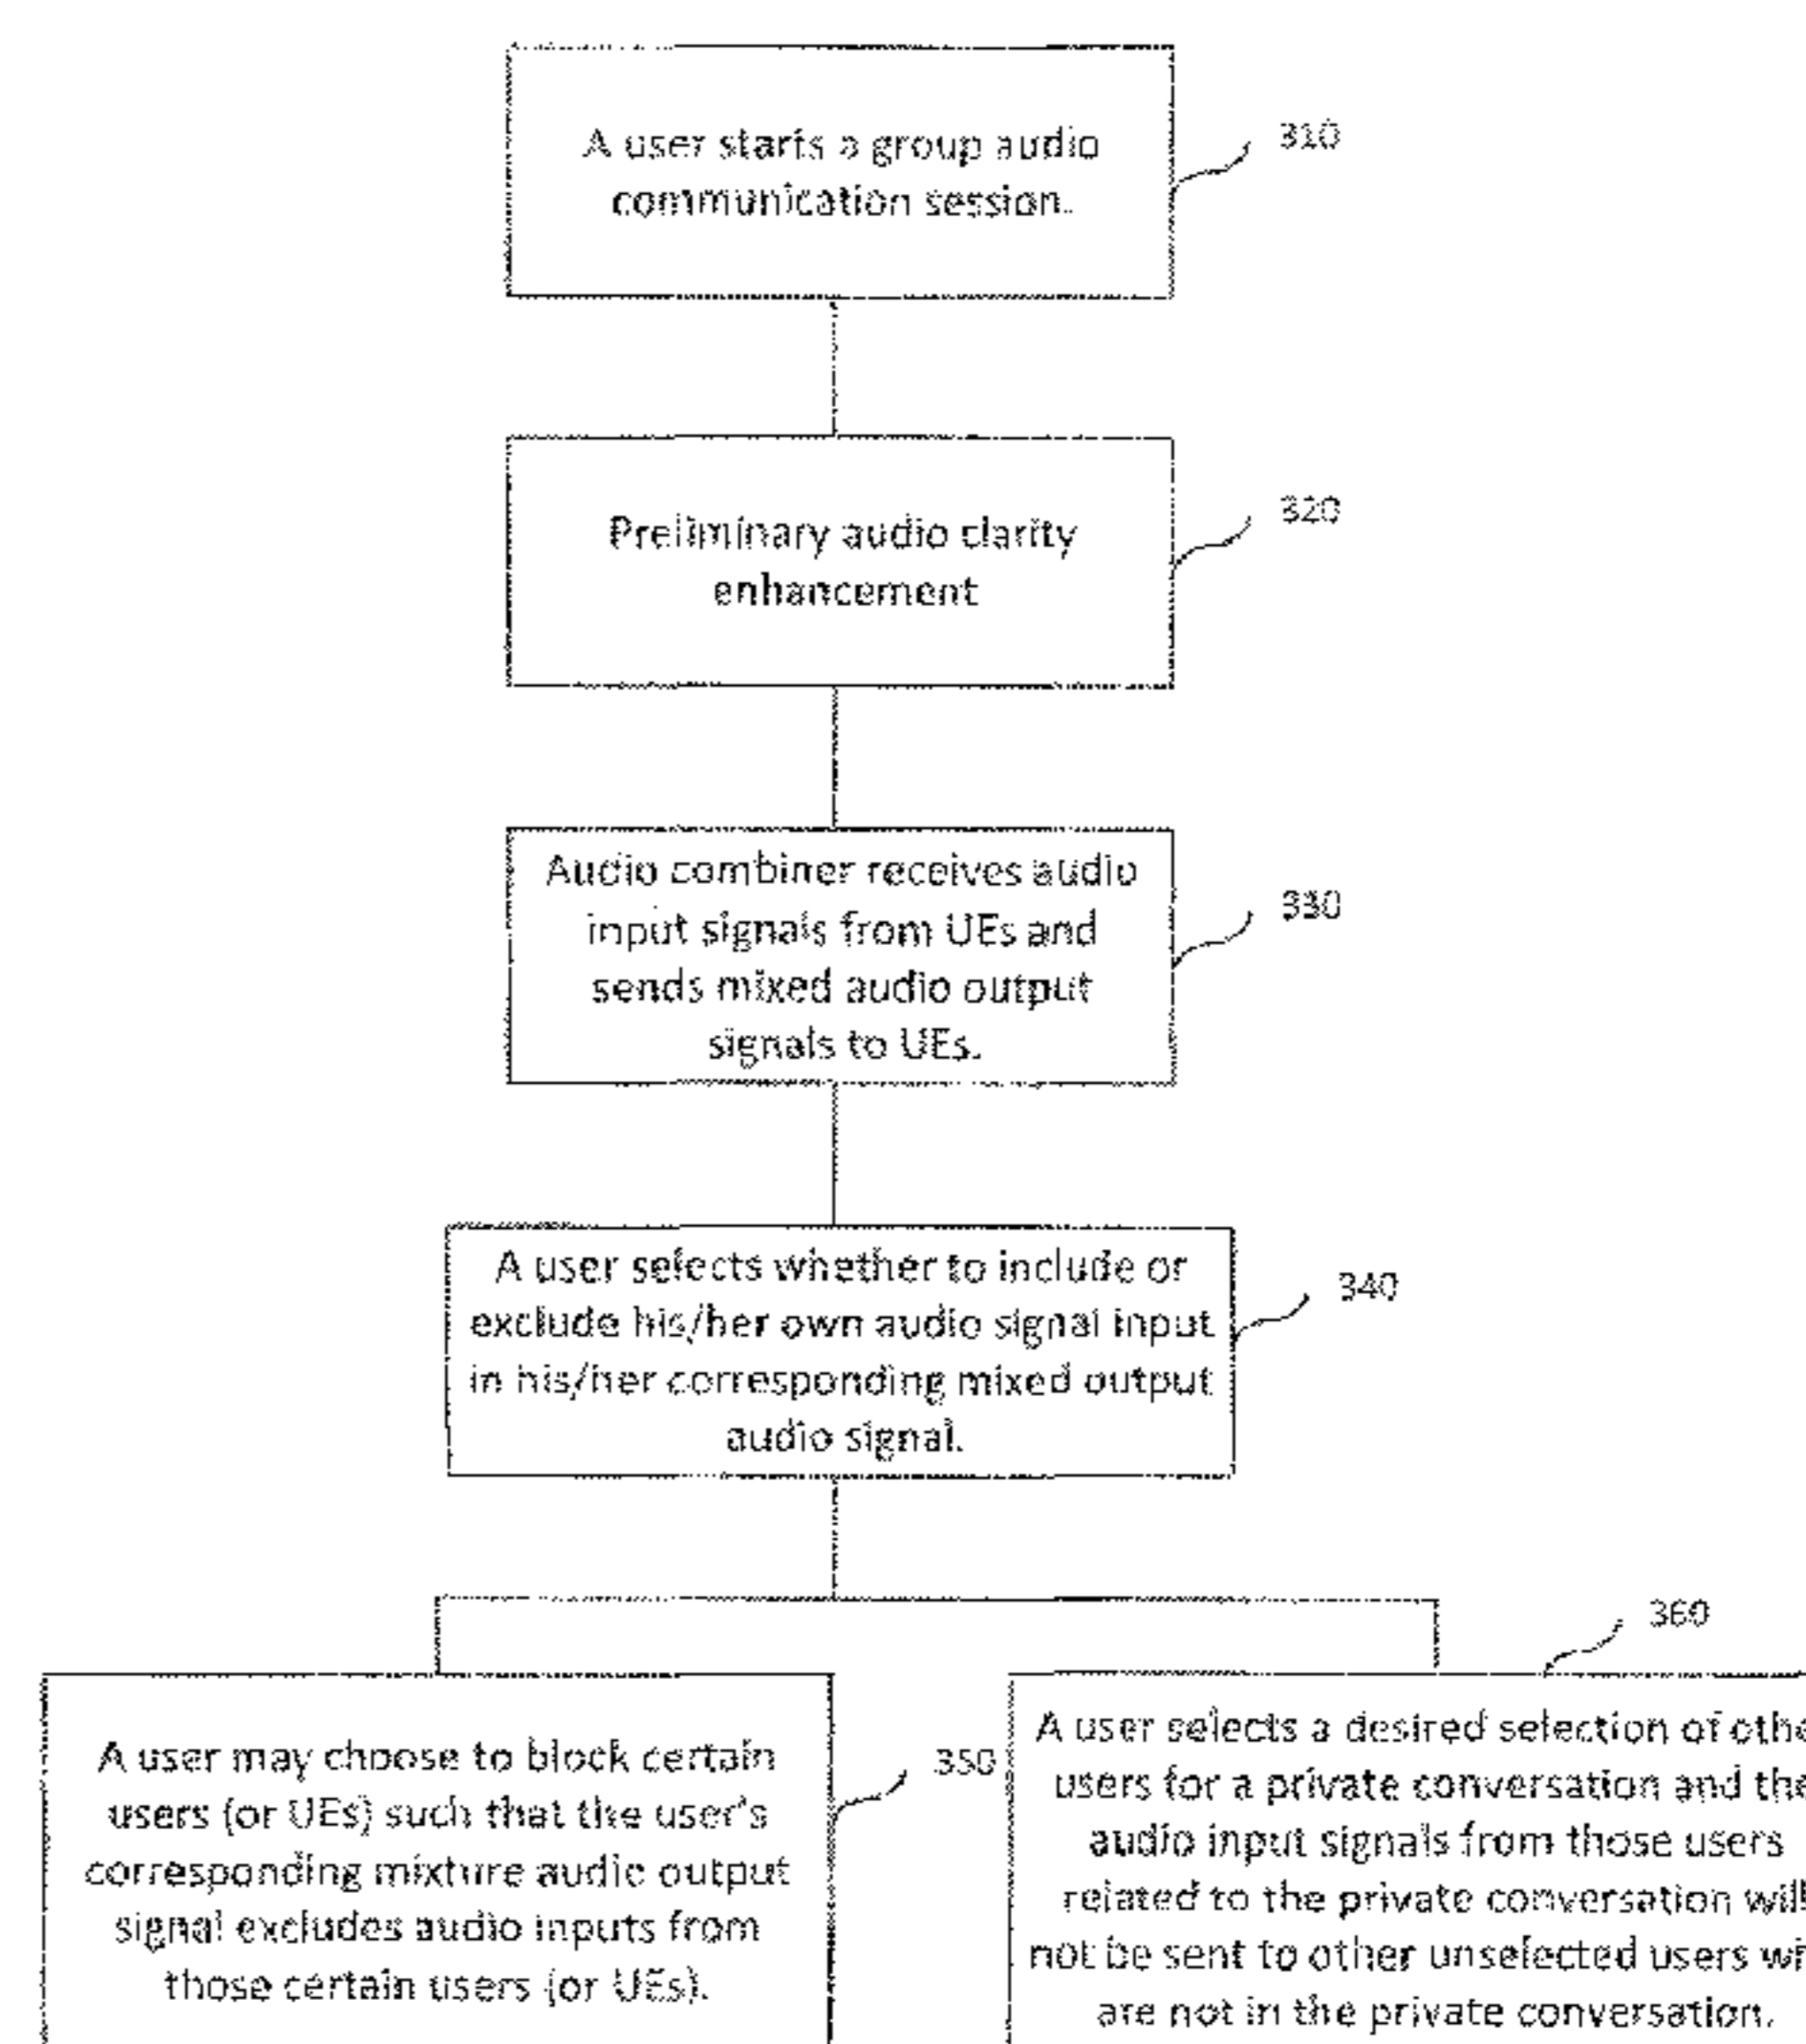 A user starts a group audio
communication session.
310
Preliminary audio clarity
enhancement
320
Audio combiner receives audio
input signals from UEs and
sends mixed audio output
signals to UEs.
330
A user selects whether to include or
exclude his/her own audio signal input
in his/her corresponding mixed output
audio signal.
340
A user may choose to block certain
users (or UEs) such that the user's
corresponding mixture audio output
signal excludes audio inputs from
those certain users (or UEs).
350
360
A user selects a desired selection of othe
users for a private conversation and the
audio input signals from those users
related to the private conversation will
not be sent to other unselected users
are not in the private conversation.